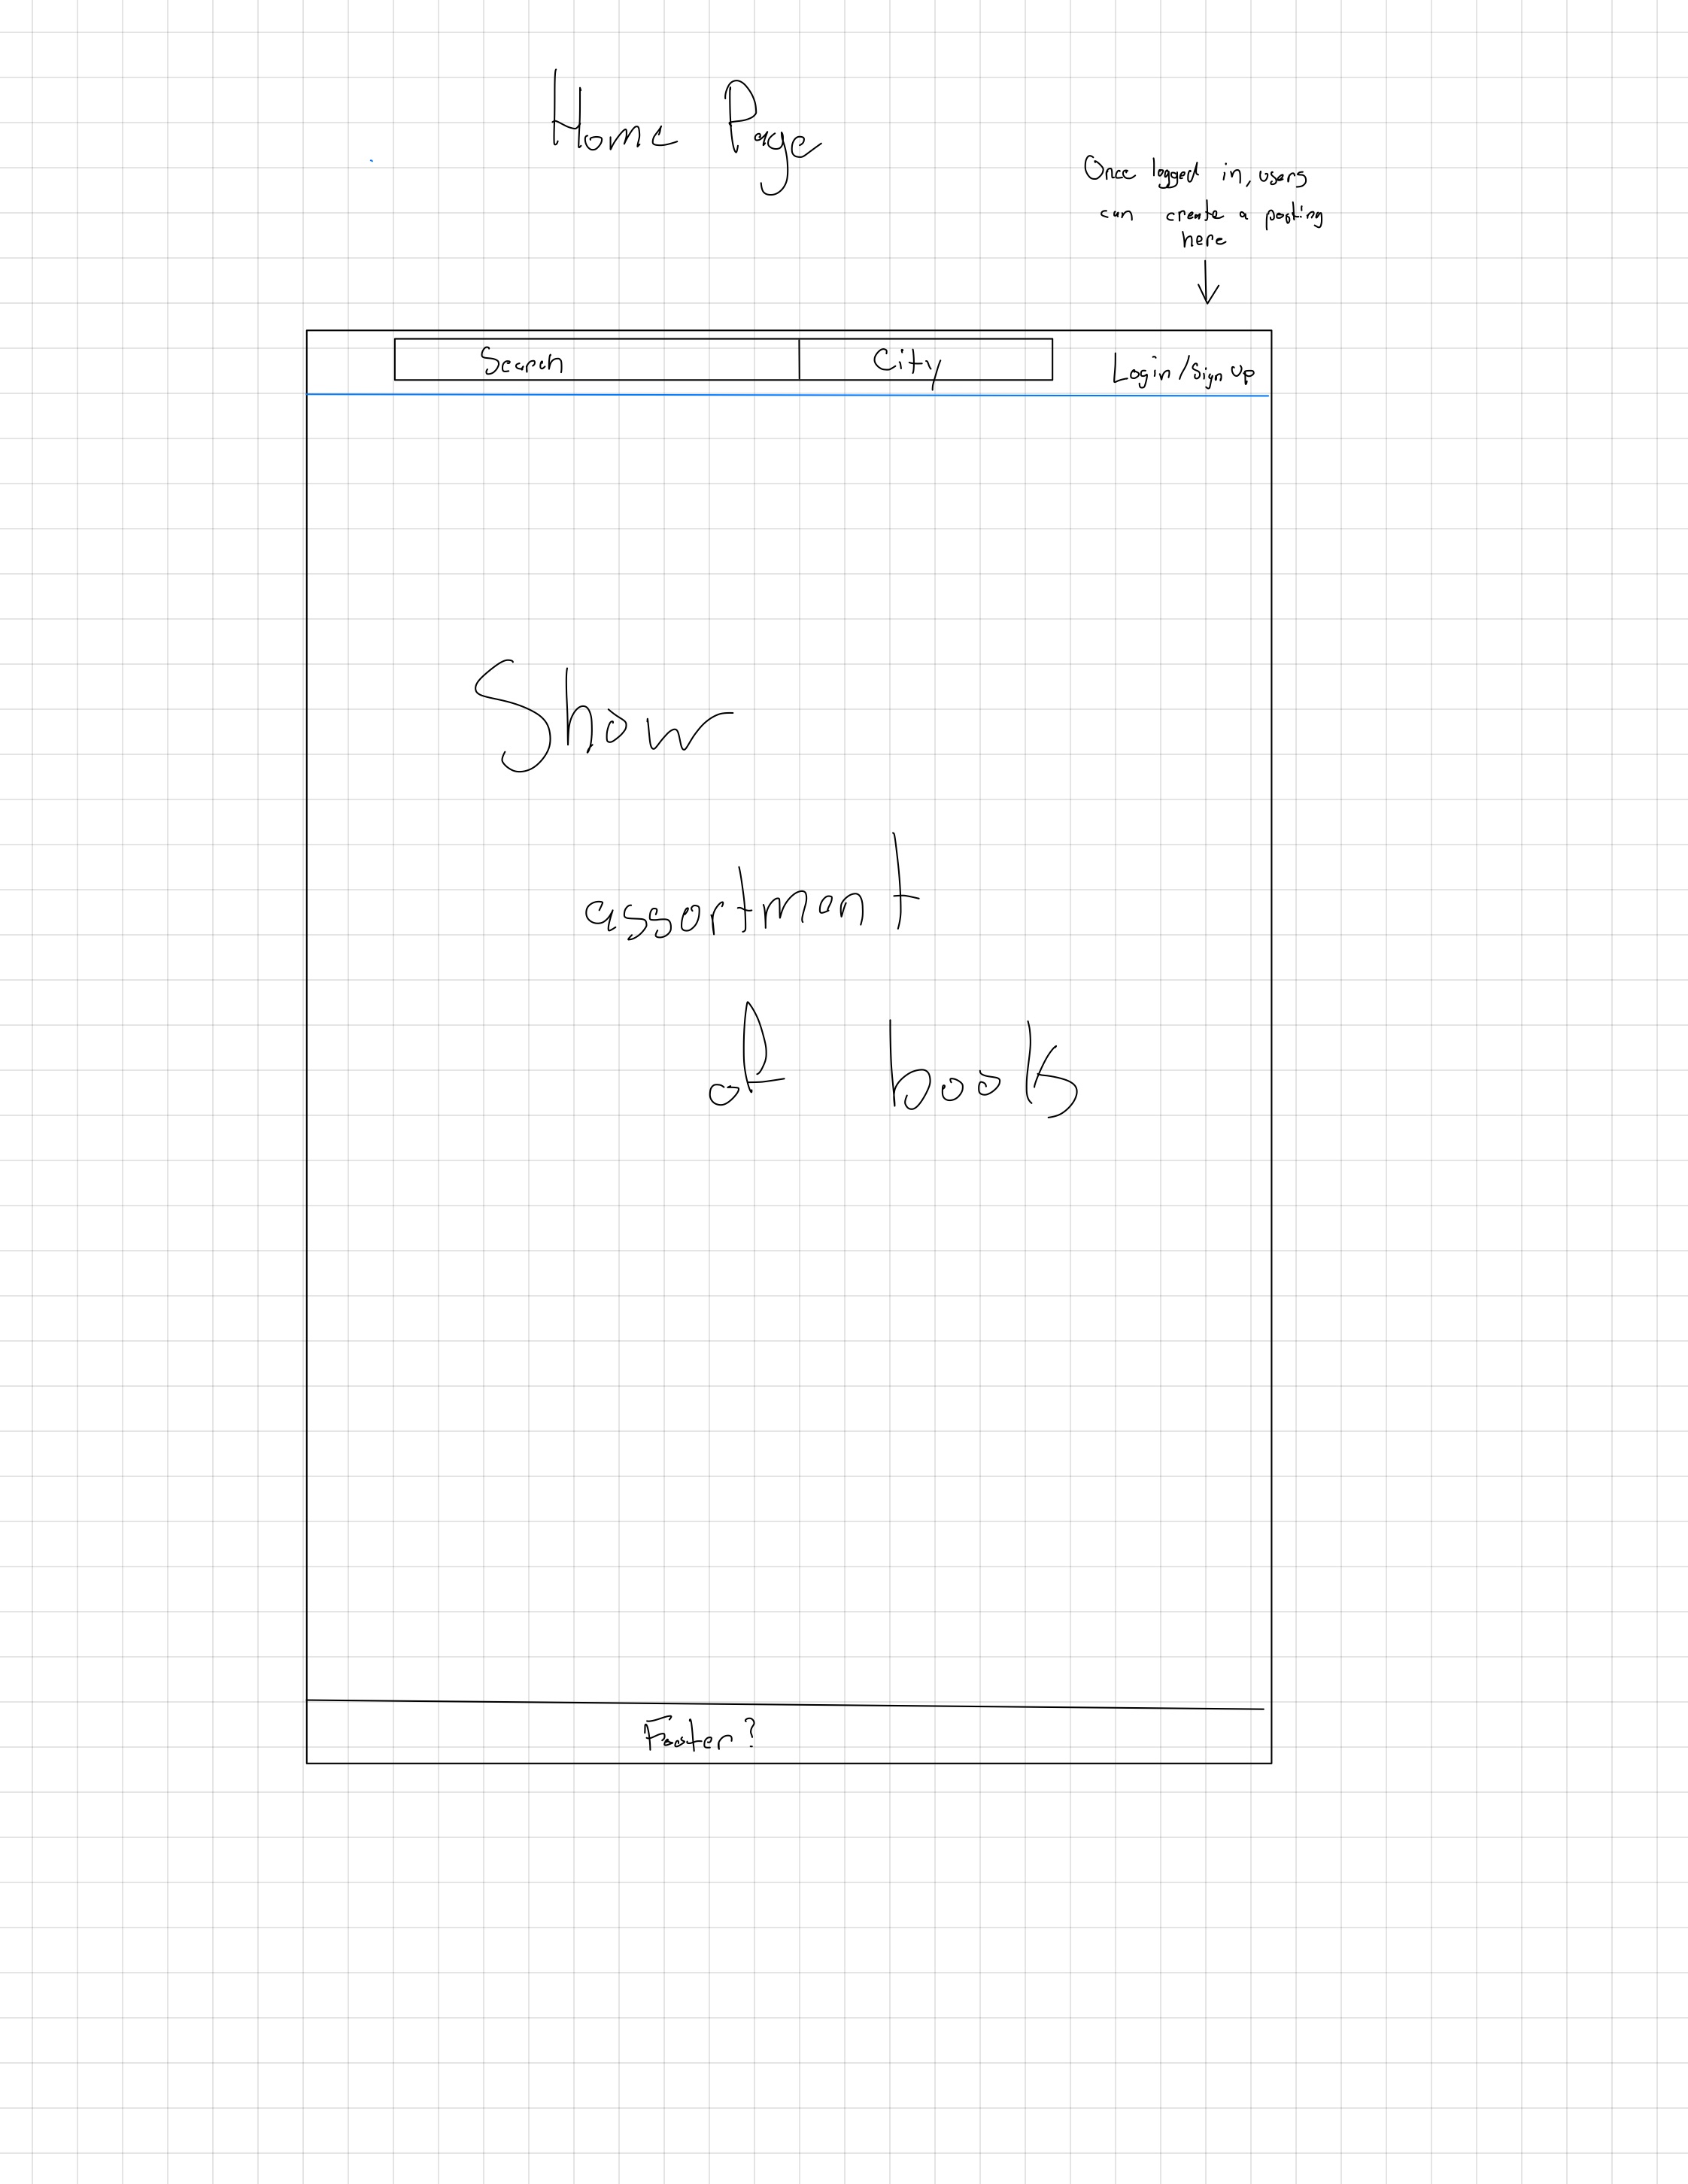 Home Page
Once logged in, users
can create a posting
here
Search
City
Login/Sign Up
Show
assortment
of books
Footer?